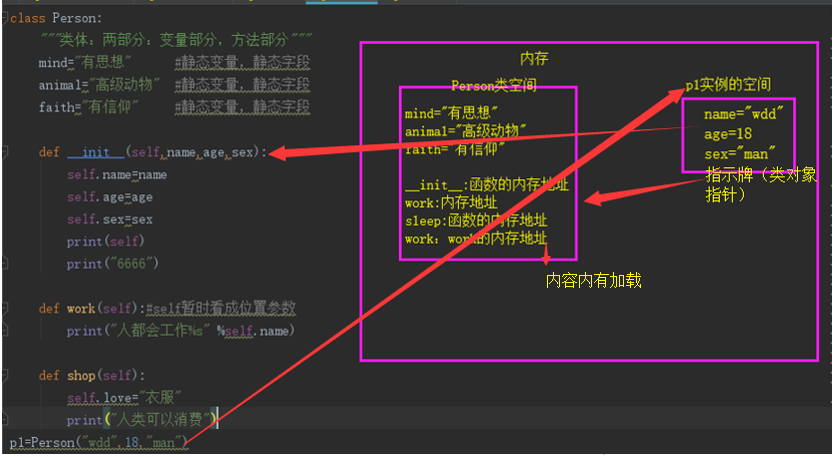 class Person:
"""类体：两部分：变量部分，方法部分"""
mind="有思想"    #静态变量，静态字段
animal="高级动物"    #静态变量，静态字段
faith="有信仰"    #静态变量，静态字段
def __init__(self,name,age,sex):
self.name=name
self.age=age
self.sex=sex
print(self)
print("6666")
def work(self):#self暂时看成位置参数
print("人都会工作%s" %self.name)
def shop(self):
self.love="衣服"
print("人类可以消费")
p1=Person("wdd",18,"man")
内存
Person类空间
mind="有思想"
animal="高级动物"
faith="有信仰"
__init__:函数的内存地址
work:内存地址
sleep:函数的内存地址
work：work的内存地址
内容内有加载
p1实例的空间
name="wdd"
age=18
sex="man"
指示牌（类对象
指针）